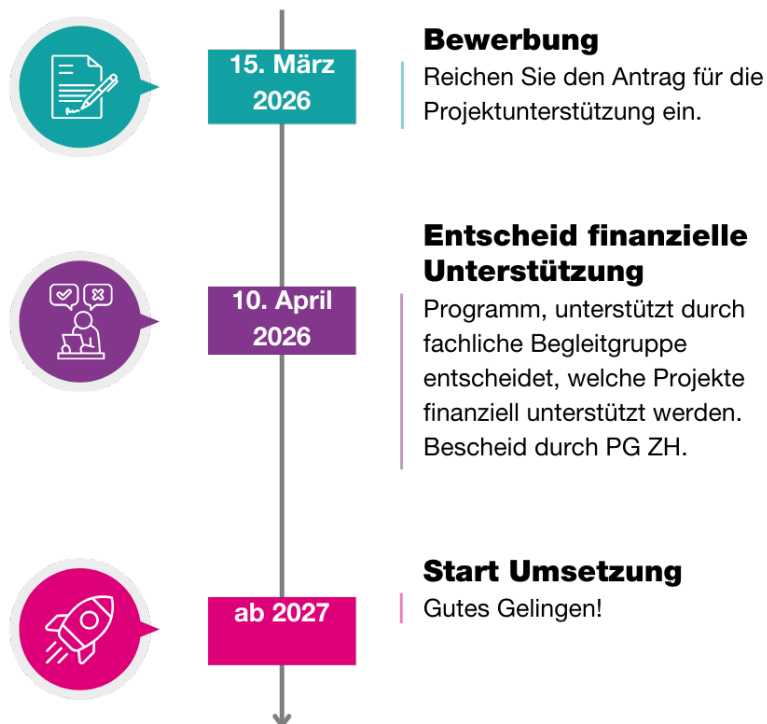 15. März
2026
Bewerbung
Reichen Sie den Antrag für die
Projektunterstützung ein.
10. April
2026
Entscheid finanzielle
Unterstützung
Programm, unterstützt durch
fachliche Begleitgruppe
entscheidet, welche Projekte
finanziell unterstützt werden.
Bescheid durch PG ZH.
ab 2027
Start Umsetzung
Gutes Gelingen!